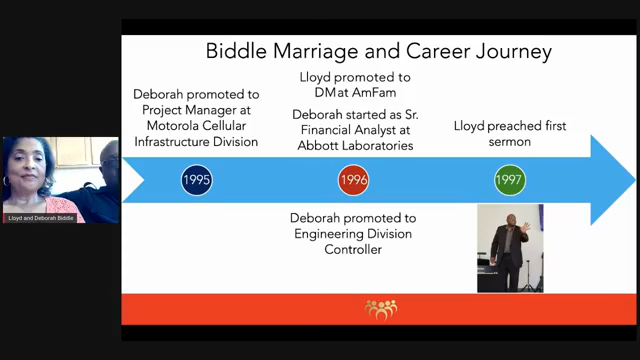 Biddle Marriage and Career Journey
Deborah promoted to
Project Manager at
Motorola Cellular
Infrastructure Division
Lloyd promoted to
DM at AmFam
Deborah started as Sr.
Financial Analyst at
Abbott Laboratories
Lloyd preached first
sermon
1995
1996
1997
Deborah promoted to
Engineering Division
Controller
Lloyd and Deborah Biddle